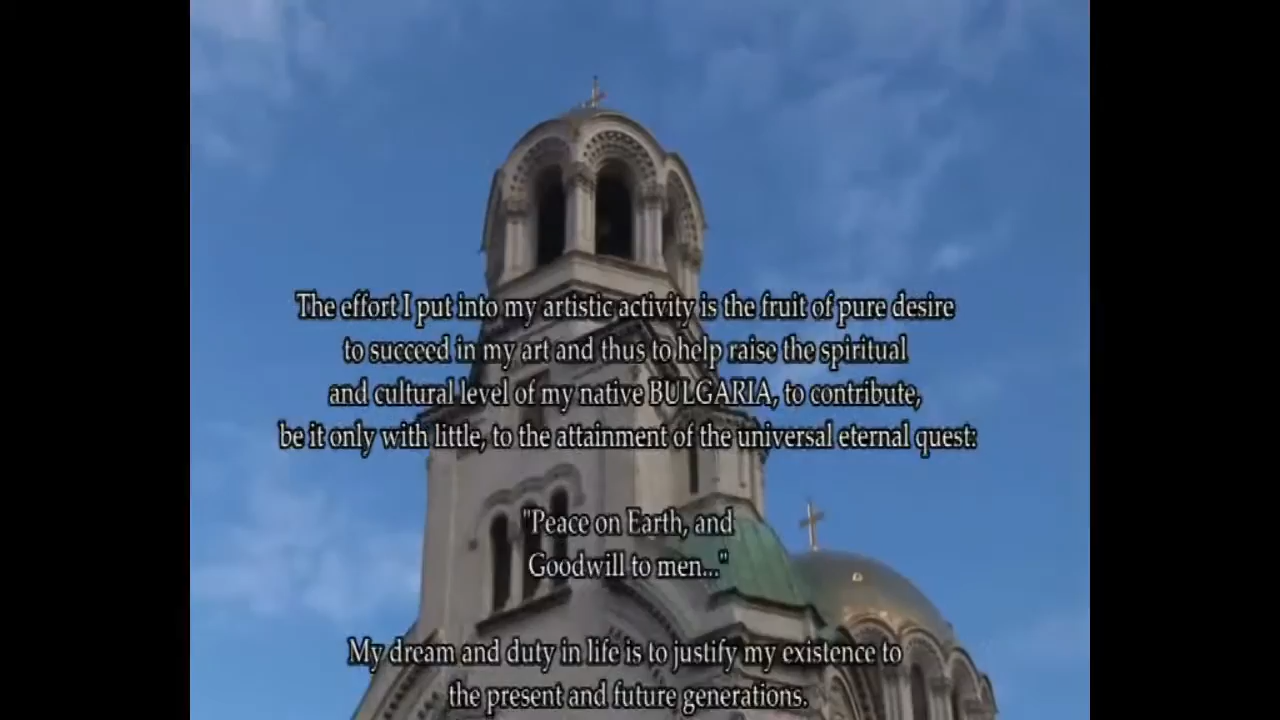 The effort I put into my artistic activity is the fruit of pure desire
to succeed in my art and thus to help raise the spiritual
and cultural level of my native BULGARIA, to contribute,
be it only with little, to the attainment of the universal eternal quest:
"Peace on Earth, and
Goodwill to men..."
My dream and duty in life is to justify my existence to
the present and future generations.